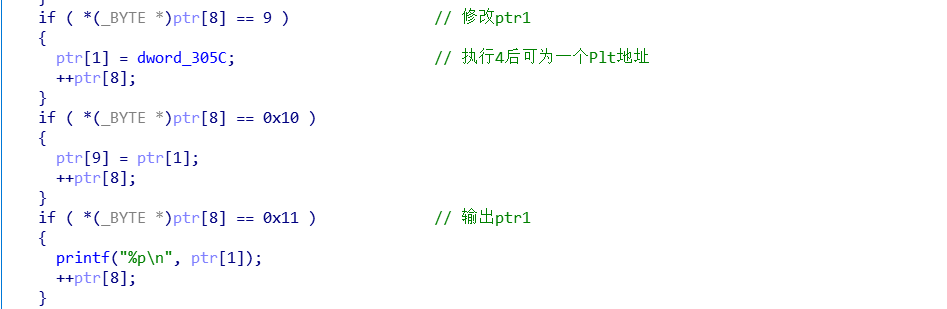 if ( *(_BYTE *)ptr[8] == 9 ) // 修改ptr1
{
ptr[1] = dword_305C; // 执行4后可为一个Plt地址
++ptr[8];
}
if ( *(_BYTE *)ptr[8] == 0x10 )
{
ptr[9] = ptr[1];
++ptr[8];
}
if ( *(_BYTE *)ptr[8] == 0x11 ) // 输出ptr1
{
printf("%p\n", ptr[1]);
++ptr[8];
}